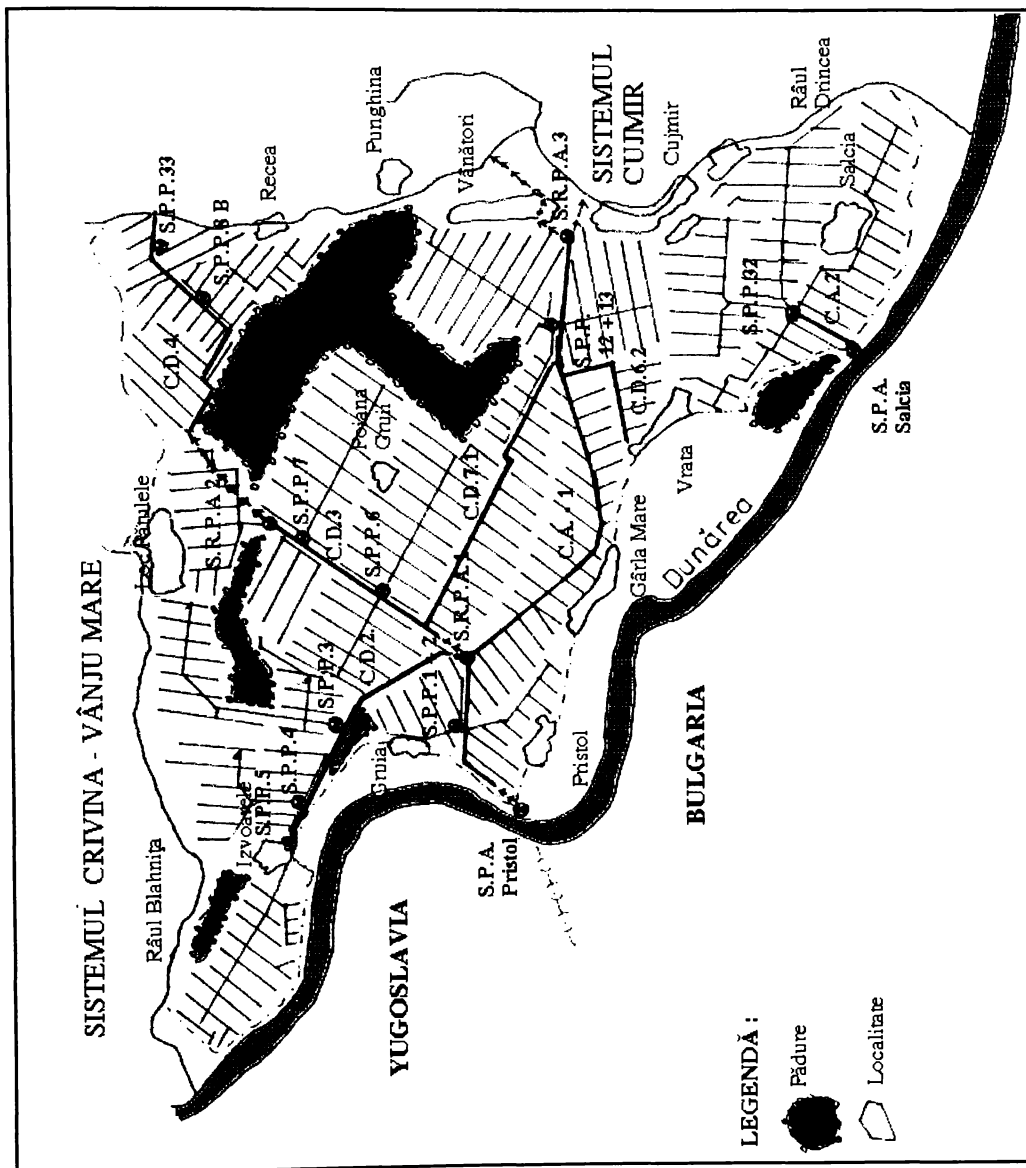 SISTEMUL CRIVINA - VÂNJU MARE
Râul Blahnița
Izvoarele
S.P.P.5
S.P.P.4
S.P.P.3
C.D.2.
S.R.P.A.2
S.P.P.7
C.D.3
S.P.P.6
Poiana
Gruii
C.D.4.
S.P.P.8 B
S.P.P.33
Recea
Punghina
Vânători
S.R.P.A.3
SISTEMUL
CUJMIR
Cujmir
Râul
Drincea
Salcia
S.P.P.32
C.A.2
S.P.A.
Salcia
S.P.P.
12 + 13
C.D.6.2
C.D.7.1
C.A. 1
S.R.P.A.1
S.P.P.1
Gruia
Pristol
S.P.A.
Pristol
Gârla Mare
Vrata
Dunărea
YUGOSLAVIA
BULGARIA
LEGENDĂ :
Pădure
Localitate